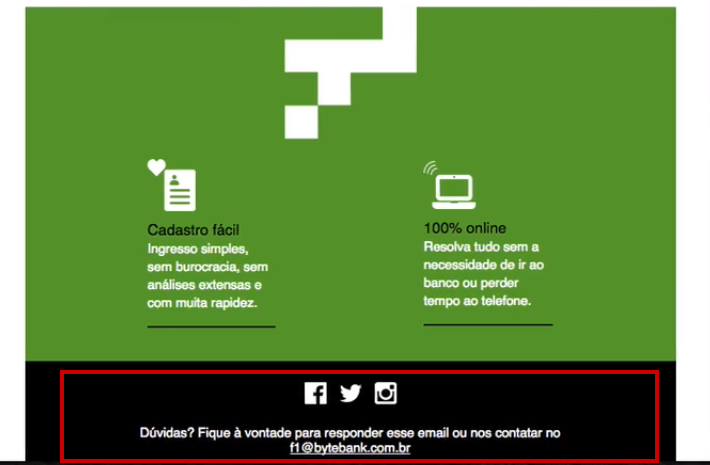 Cadastro fácil
Ingresso simples,
sem burocracia, sem
análises extensas e
com muita rapidez.
100% online
Resolva tudo sem a
necessidade de ir ao
banco ou perder
tempo ao telefone.
Dúvidas? Fique à vontade para responder esse email ou nos contatar no
f1@bytebank.com.br